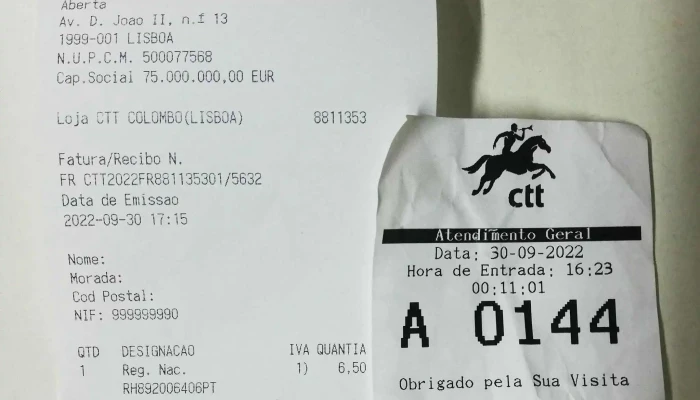 Aberta
Av. D. Joao II, n.º 13
1999-001 LISBOA
N.U.P.C.M. 500077568
Cap.Sociai 75.000.000,00 EUR
Loja CTT COLOMBO(LISBOA) 8811353
Fatura/Recibo N.
FR CTT2022FR881135301/5632
Data de Emissao
2022-09-30 17:15
Nome:
Morada:
Cod Postal:
NIF: 999999990
QTD DESIGNACAO IVA QUANTIA
1 Reg. Nac. 1) 6,50
RH892006406PT
ctt
Atendimento Geral
Data: 30-09-2022
Hora de Entrada: 16:23
00:11:01
A 0144
Obrigado pela Sua Visita